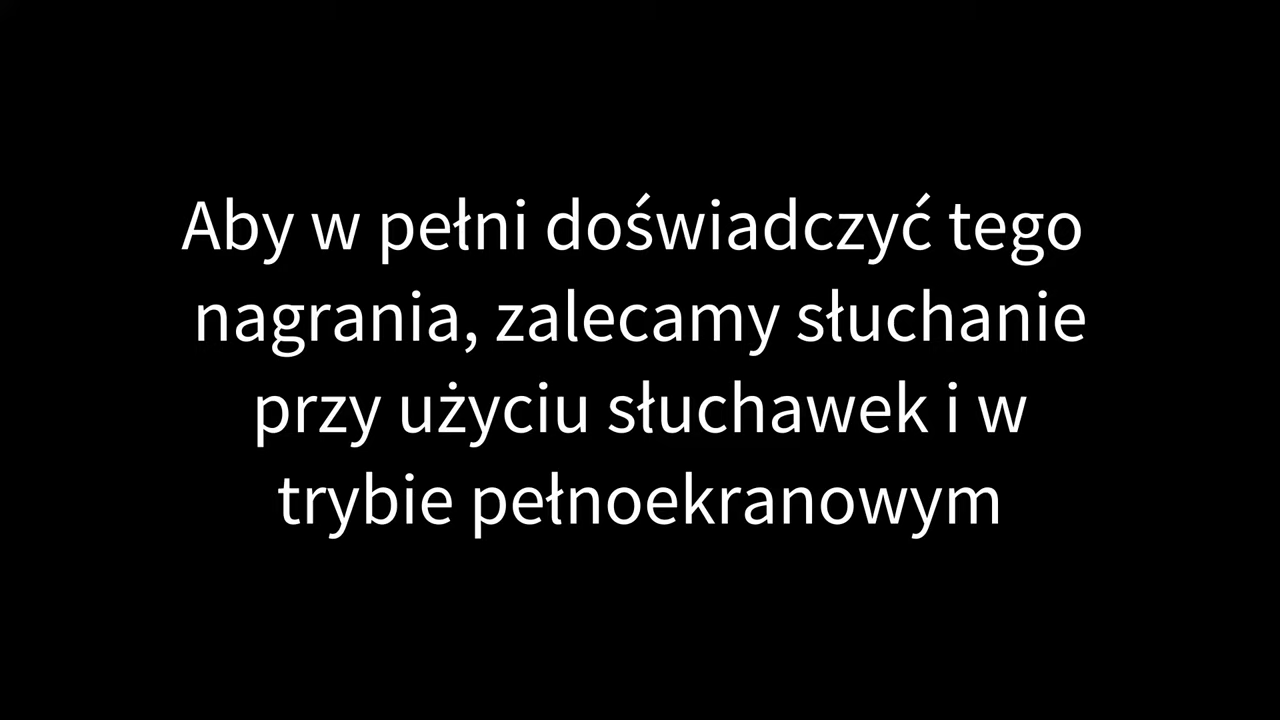 Aby w pełni doświadczyć tego
nagrania, zalecamy słuchanie
przy użyciu słuchawek i w
trybie pełnoekranowym